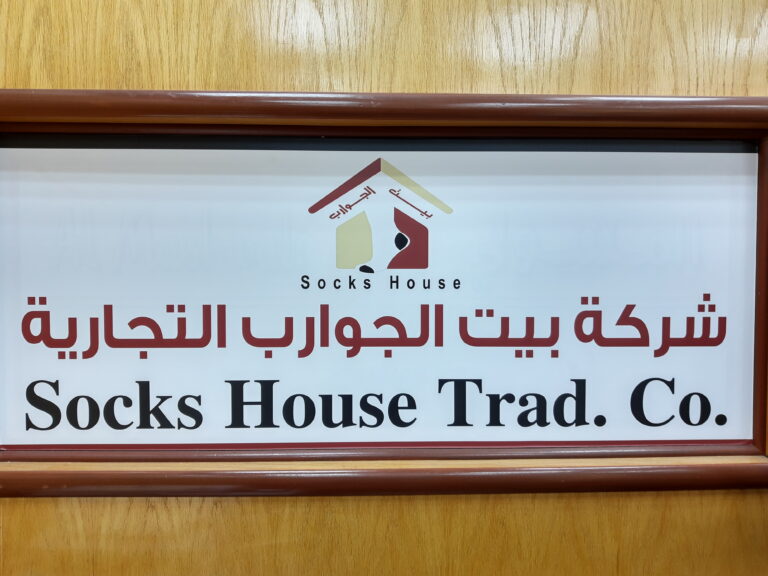 بيت الجوارب
Socks House
شركة بيت الجوارب التجارية
Socks House Trad. Co.